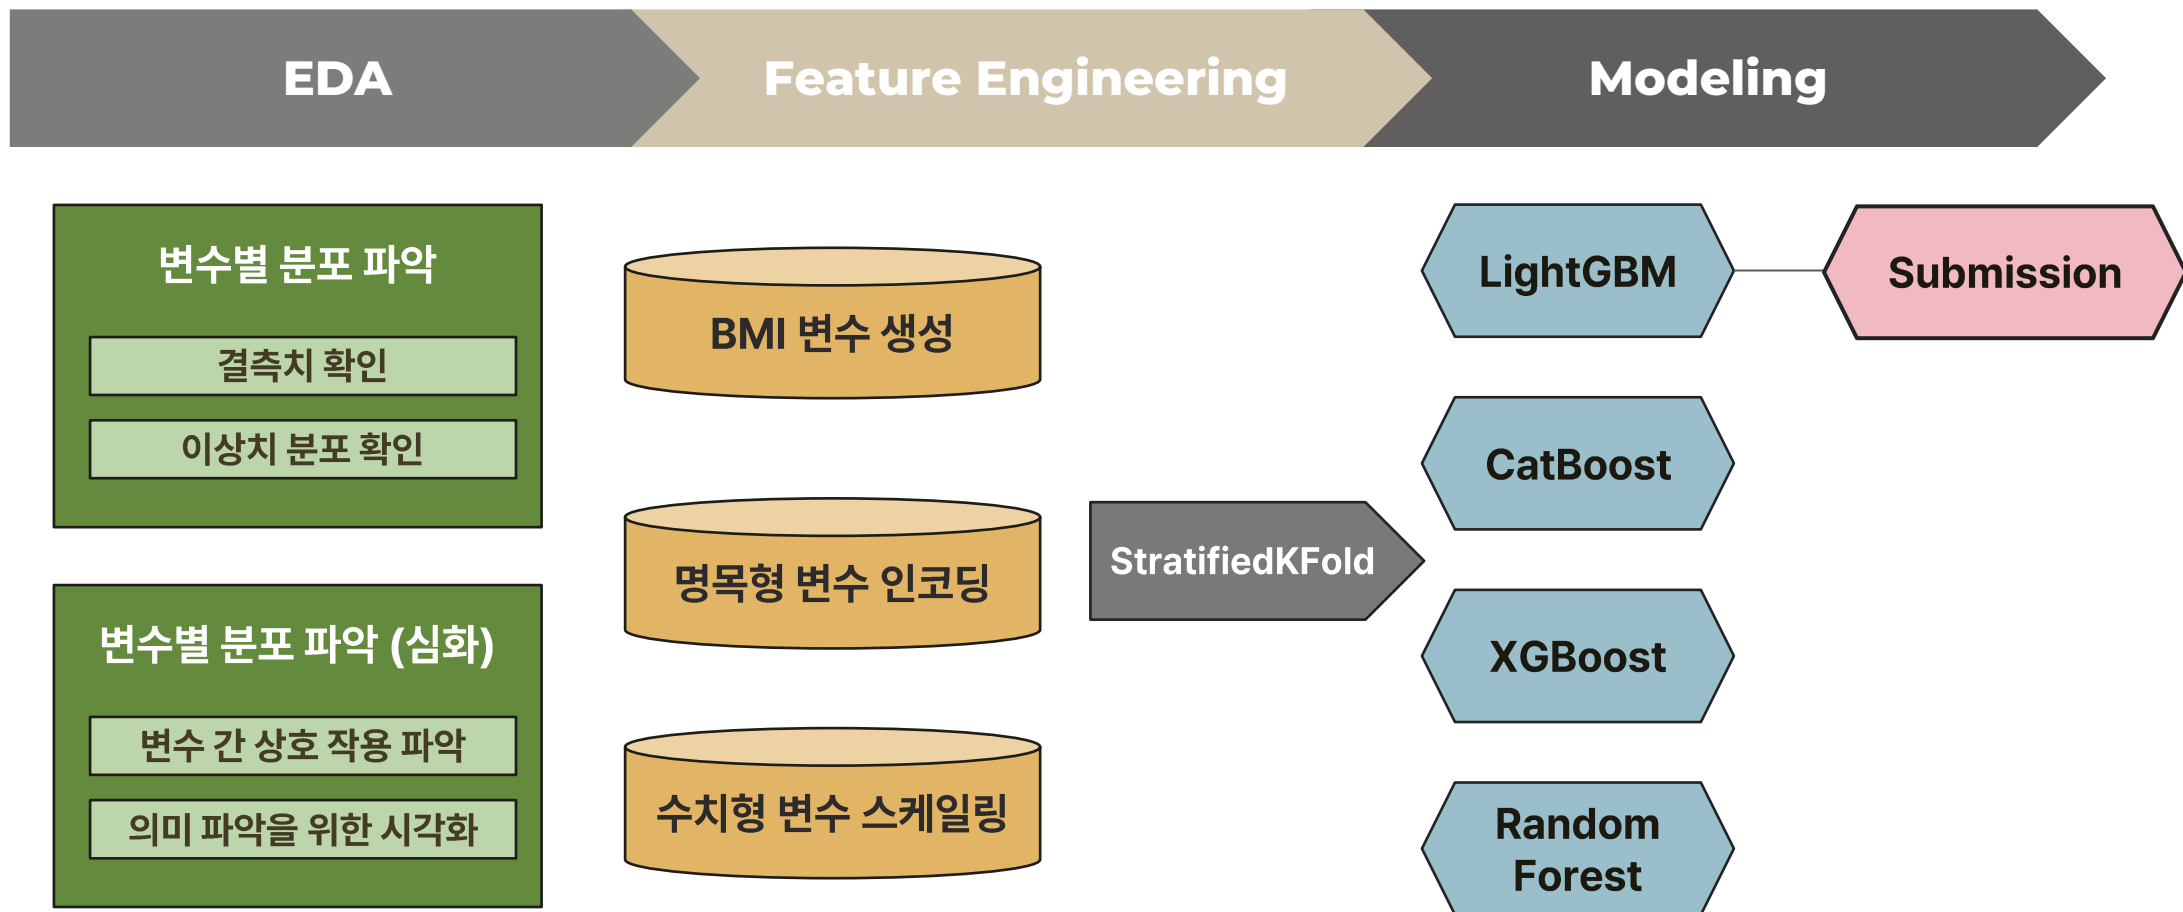 EDA
Feature Engineering
Modeling
변수별 분포 파악
결측치 확인
이상치 분포 확인
변수별 분포 파악 (심화)
변수 간 상호 작용 파악
의미 파악을 위한 시각화
BMI 변수 생성
명목형 변수 인코딩
수치형 변수 스케일링
StratifiedKFold
LightGBM
Submission
CatBoost
XGBoost
Random
Forest